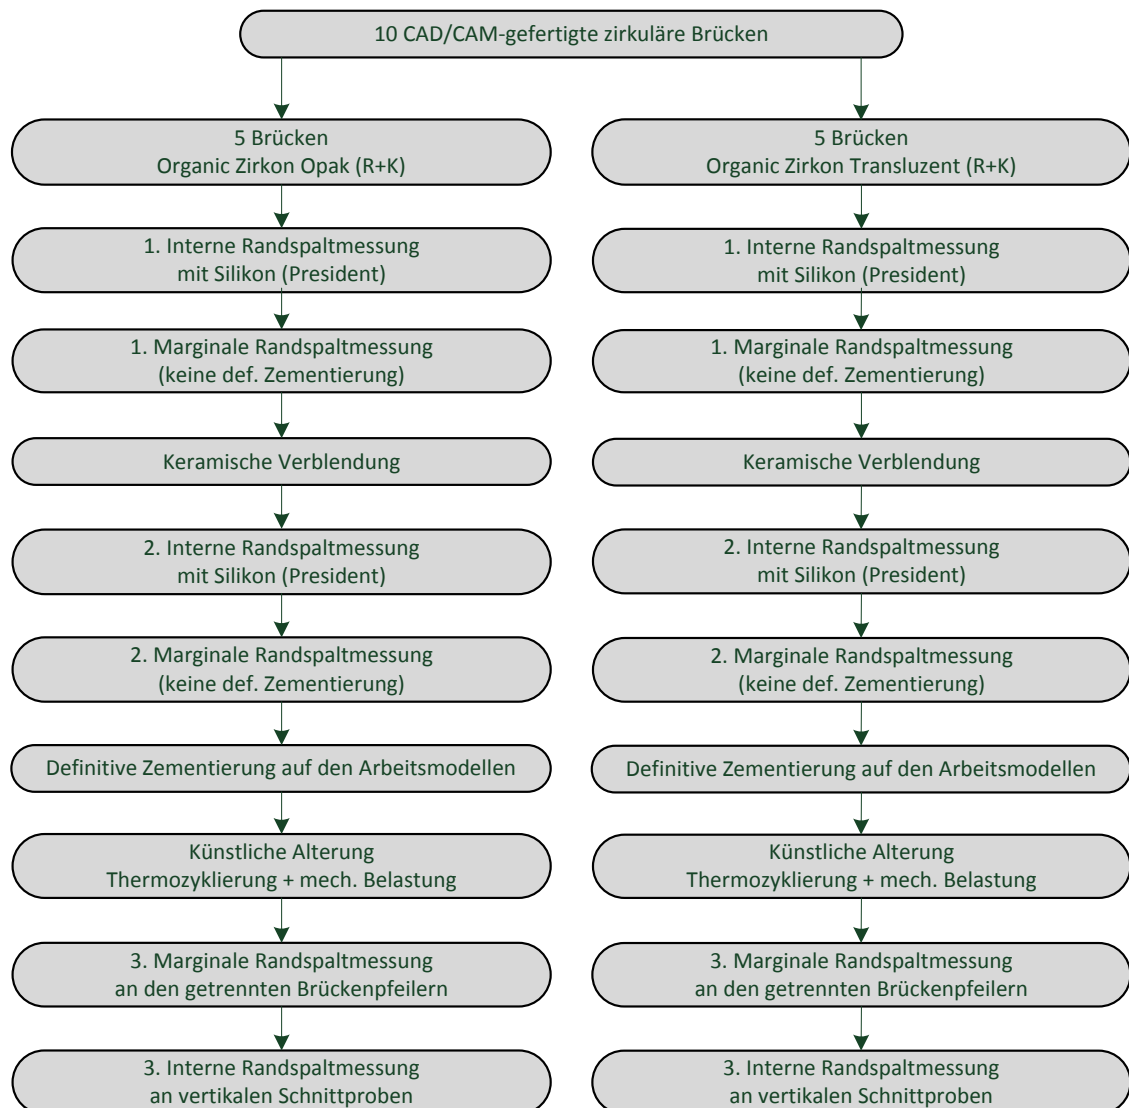 10 CAD/CAM-gefertigte zirkuläre Brücken
5 Brücken
Organic Zirkon Opak (R+K)
1. Interne Randspaltmessung
mit Silikon (President)
1. Marginale Randspaltmessung
(keine def. Zementierung)
Keramische Verblendung
2. Interne Randspaltmessung
mit Silikon (President)
2. Marginale Randspaltmessung
(keine def. Zementierung)
Definitive Zementierung auf den Arbeitsmodellen
Künstliche Alterung
Thermozyklierung + mech. Belastung
3. Marginale Randspaltmessung
an den getrennten Brückenpfeilern
3. Interne Randspaltmessung
an vertikalen Schnittproben
5 Brücken
Organic Zirkon Transluzent (R+K)
1. Interne Randspaltmessung
mit Silikon (President)
1. Marginale Randspaltmessung
(keine def. Zementierung)
Keramische Verblendung
2. Interne Randspaltmessung
mit Silikon (President)
2. Marginale Randspaltmessung
(keine def. Zementierung)
Definitive Zementierung auf den Arbeitsmodellen
Künstliche Alterung
Thermozyklierung + mech. Belastung
3. Marginale Randspaltmessung
an den getrennten Brückenpfeilern
3. Interne Randspaltmessung
an vertikalen Schnittproben